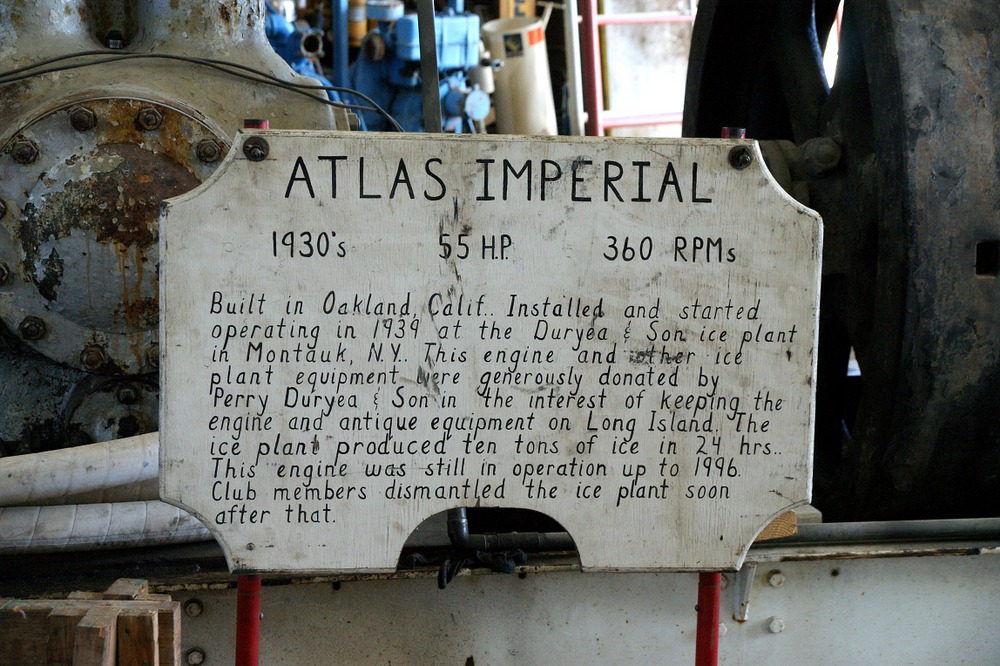 ATLAS IMPERIAL
1930's 55 H.P. 360 RPMs
Built in Oakland, Calif.. Installed and started
operating in 1939 at the Duryea & Son ice plant
in Montauk, N.Y.. This engine and other ice
plant equipment were generously donated by
Perry Duryea & Son in the interest of keeping the
engine and antique equipment on Long Island. The
ice plant produced ten tons of ice in 24 hrs..
This engine was still in operation up to 1996.
Club members dismantled the ice plant soon
after that.